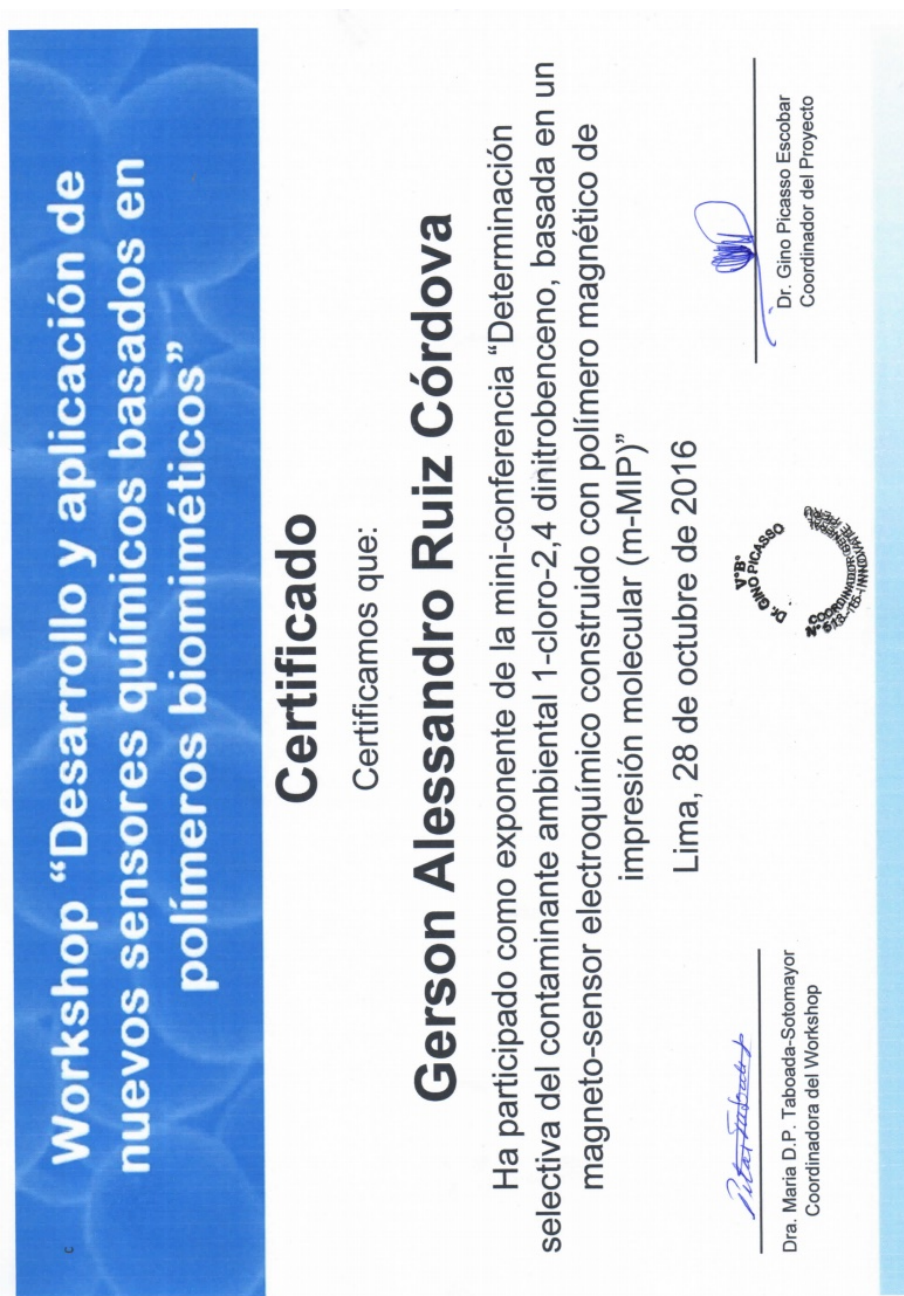 c
Workshop “Desarrollo y aplicación de
nuevos sensores químicos basados en
polímeros biomiméticos”
Certificado
Certificamos que:
Gerson Alessandro Ruiz Córdova
Ha participado como exponente de la mini-conferencia “Determinación
selectiva del contaminante ambiental 1-cloro-2,4 dinitrobenceno, basada en un
magneto-sensor electroquímico construido con polímero magnético de
impresión molecular (m-MIP)”
Lima, 28 de octubre de 2016
Dra. Maria D.P. Taboada-Sotomayor
Coordinadora del Workshop
V°B°
Dr. GINO PICASSO
COORDINADOR GENERAL
Dr. Gino Picasso Escobar
Coordinador del Proyecto